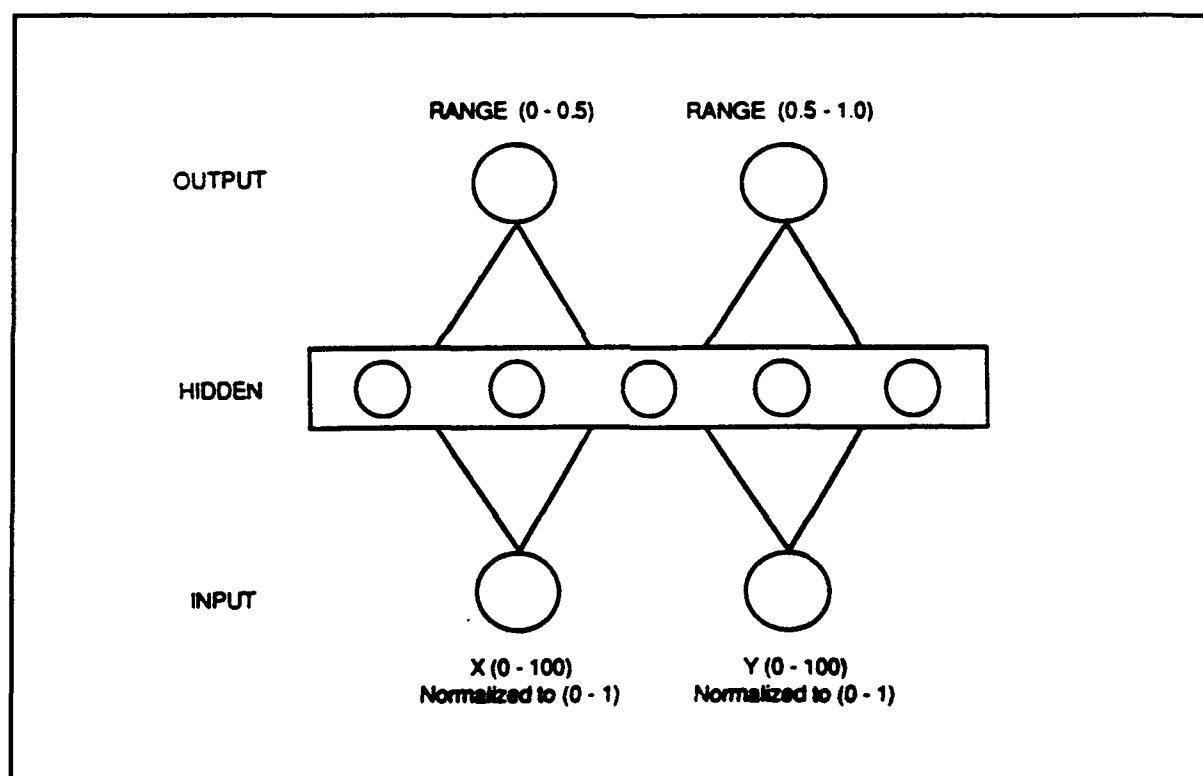 RANGE (0 - 0.5)
RANGE (0.5 - 1.0)
OUTPUT
HIDDEN
INPUT
X (0 - 100)
Normalized to (0 - 1)
Y (0 - 100)
Normalized to (0 - 1)